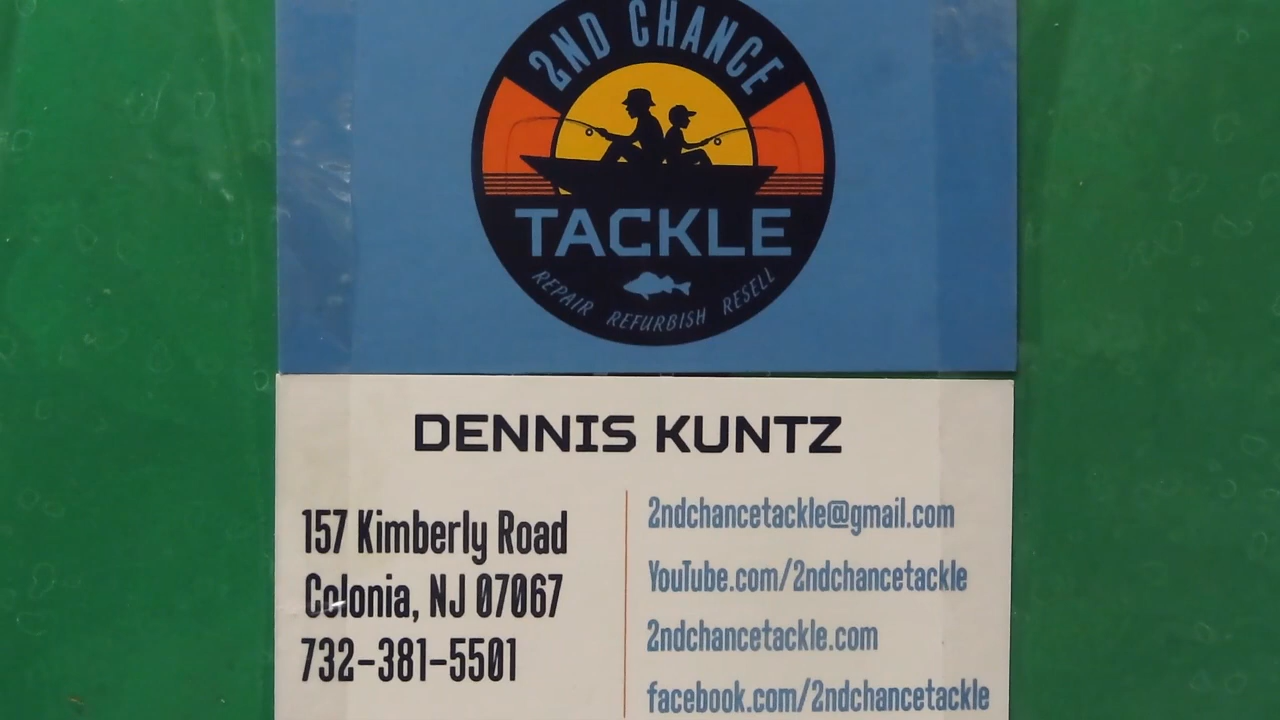 2ND CHANCE
TACKLE
REPAIR REFURBISH RESELL
DENNIS KUNTZ
157 Kimberly Road
Colonia, NJ 07067
732-381-5501
2ndchancetackle@gmail.com
YouTube.com/2ndchancetackle
2ndchancetackle.com
facebook.com/2ndchancetackle